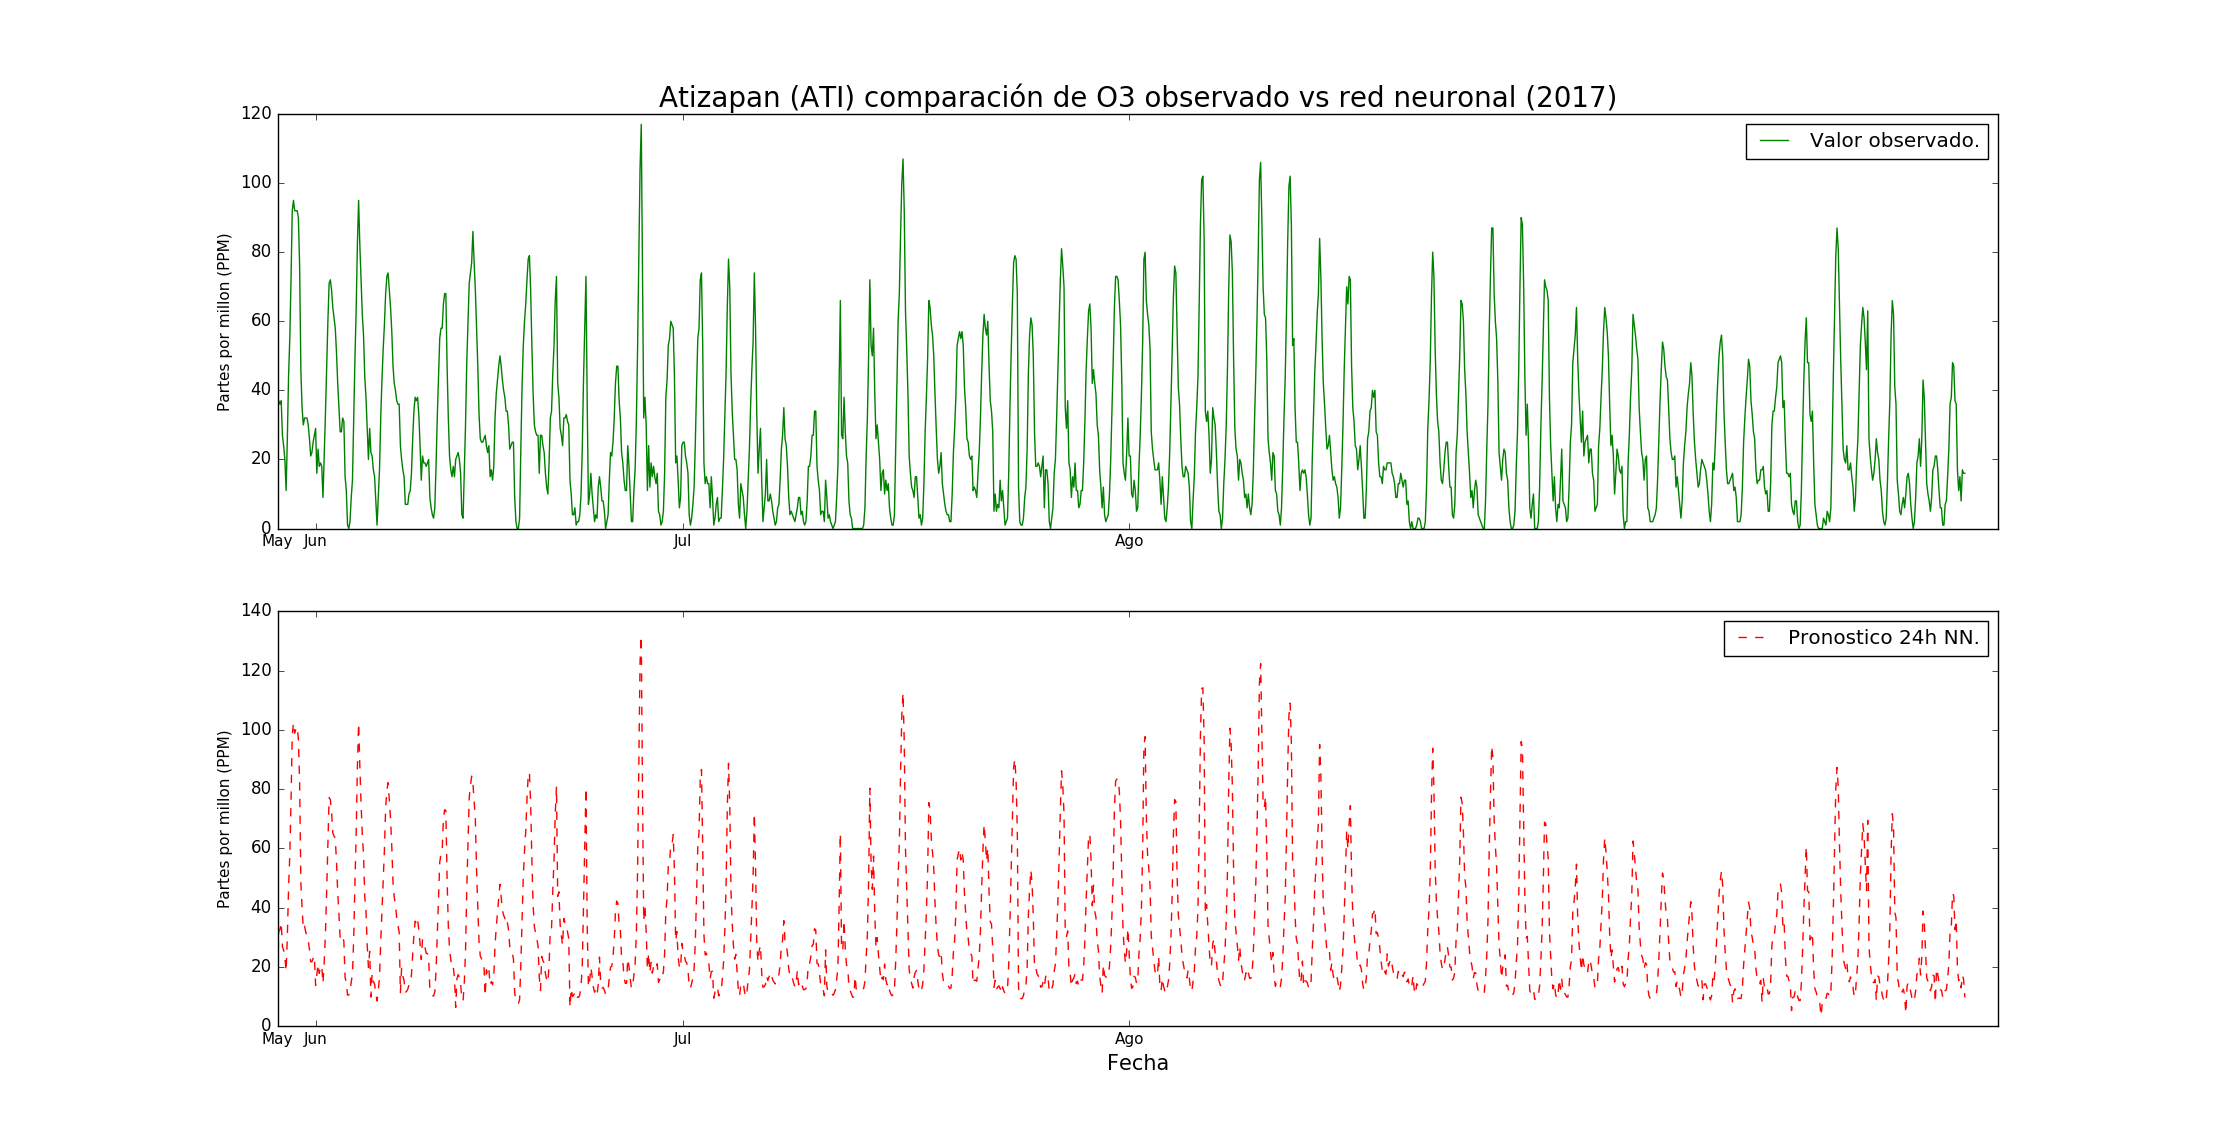 Atizapan (ATI) comparación de O3 observado vs red neuronal (2017)
120
100
80
60
40
20
0
Partes por millon (PPM)
Valor observado.
May Jun Jul Ago
140
120
100
80
60
40
20
0
Partes por millon (PPM)
Pronostico 24h NN.
May Jun Jul Ago
Fecha